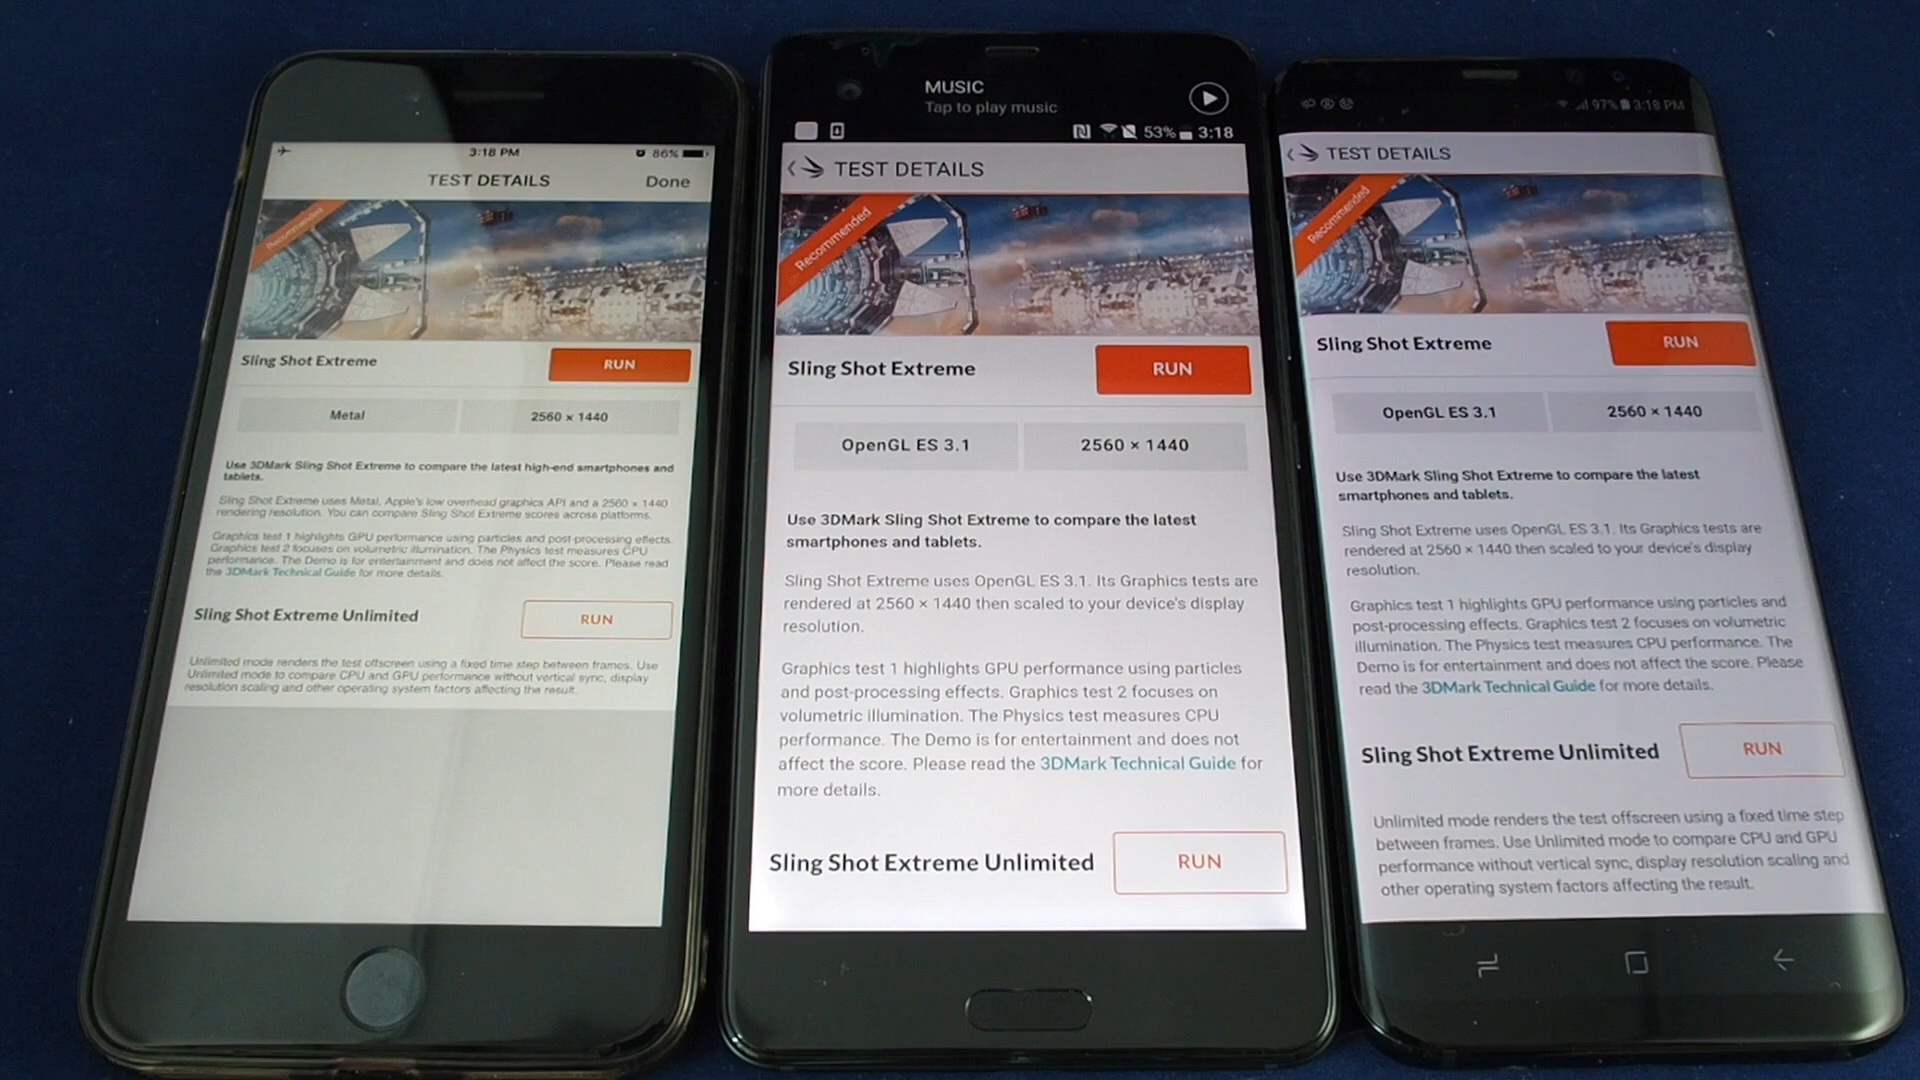 3:18 PM
86%
TEST DETAILS
Done
Recommended
Sling Shot Extreme
RUN
Metal
2560 × 1440
Use 3DMark Sling Shot Extreme to compare the latest high-end smartphones and
tablets.
Sling Shot Extreme uses Metal, Apple's low overhead graphics API and a 2560 × 1440
rendering resolution. You can compare Sling Shot Extreme scores across platforms.
Graphics test 1 highlights GPU performance using particles and post-processing effects.
Graphics test 2 focuses on volumetric illumination. The Physics test measures CPU
performance. The Demo is for entertainment and does not affect the score. Please read
the 3DMark Technical Guide for more details.
Sling Shot Extreme Unlimited
RUN
Unlimited mode renders the test offscreen using a fixed time step between frames. Use
Unlimited mode to compare CPU and GPU performance without vertical sync, display
resolution scaling and other operating system factors affecting the result.
MUSIC
Tap to play music
53%
3:18
TEST DETAILS
Recommended
Sling Shot Extreme
RUN
OpenGL ES 3.1
2560 × 1440
Use 3DMark Sling Shot Extreme to compare the latest
smartphones and tablets.
Sling Shot Extreme uses OpenGL ES 3.1. Its Graphics tests are
rendered at 2560 × 1440 then scaled to your device's display
resolution.
Graphics test 1 highlights GPU performance using particles
and post-processing effects. Graphics test 2 focuses on
volumetric illumination. The Physics test measures CPU
performance. The Demo is for entertainment and does not
affect the score. Please read the 3DMark Technical Guide for
more details.
Sling Shot Extreme Unlimited
RUN
97%
3:18 PM
TEST DETAILS
Recommended
Sling Shot Extreme
RUN
OpenGL ES 3.1
2560 × 1440
Use 3DMark Sling Shot Extreme to compare the latest
smartphones and tablets.
Sling Shot Extreme uses OpenGL ES 3.1. Its Graphics tests are
rendered at 2560 × 1440 then scaled to your device's display
resolution.
Graphics test 1 highlights GPU performance using particles and
post-processing effects. Graphics test 2 focuses on volumetric
illumination. The Physics test measures CPU performance. The
Demo is for entertainment and does not affect the score. Please
read the 3DMark Technical Guide for more details.
Sling Shot Extreme Unlimited
RUN
Unlimited mode renders the test offscreen using a fixed time step
between frames. Use Unlimited mode to compare CPU and GPU
performance without vertical sync, display resolution scaling and
other operating system factors affecting the result.